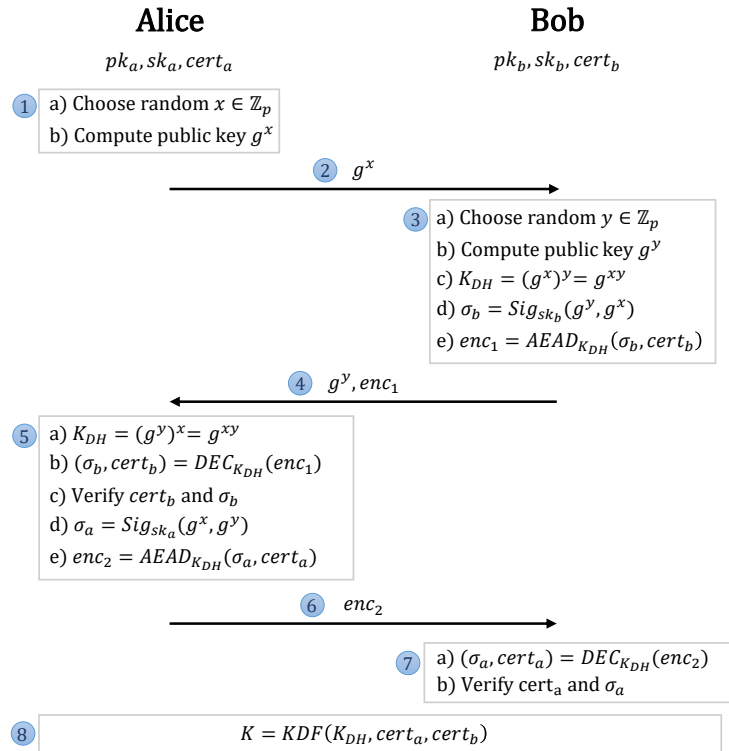 Alice
Bob
pk_a, sk_a, cert_a
pk_b, sk_b, cert_b
1
a) Choose random x ∈ ℤ_p
b) Compute public key g^x
2 g^x
3
a) Choose random y ∈ ℤ_p
b) Compute public key g^y
c) K_DH = (g^x)^y= g^xy
d) σ_b = Sig_sk_b(g^y, g^x)
e) enc_1 = AEAD_K_DH(σ_b, cert_b)
4 g^y, enc_1
5
a) K_DH = (g^y)^x= g^xy
b) (σ_b, cert_b) = DEC_K_DH(enc_1)
c) Verify cert_b and σ_b
d) σ_a = Sig_sk_a(g^x, g^y)
e) enc_2 = AEAD_K_DH(σ_a, cert_a)
6 enc_2
7
a) (σ_a, cert_a) = DEC_K_DH(enc_2)
b) Verify cert_a and σ_a
8
K = KDF(K_DH, cert_a, cert_b)